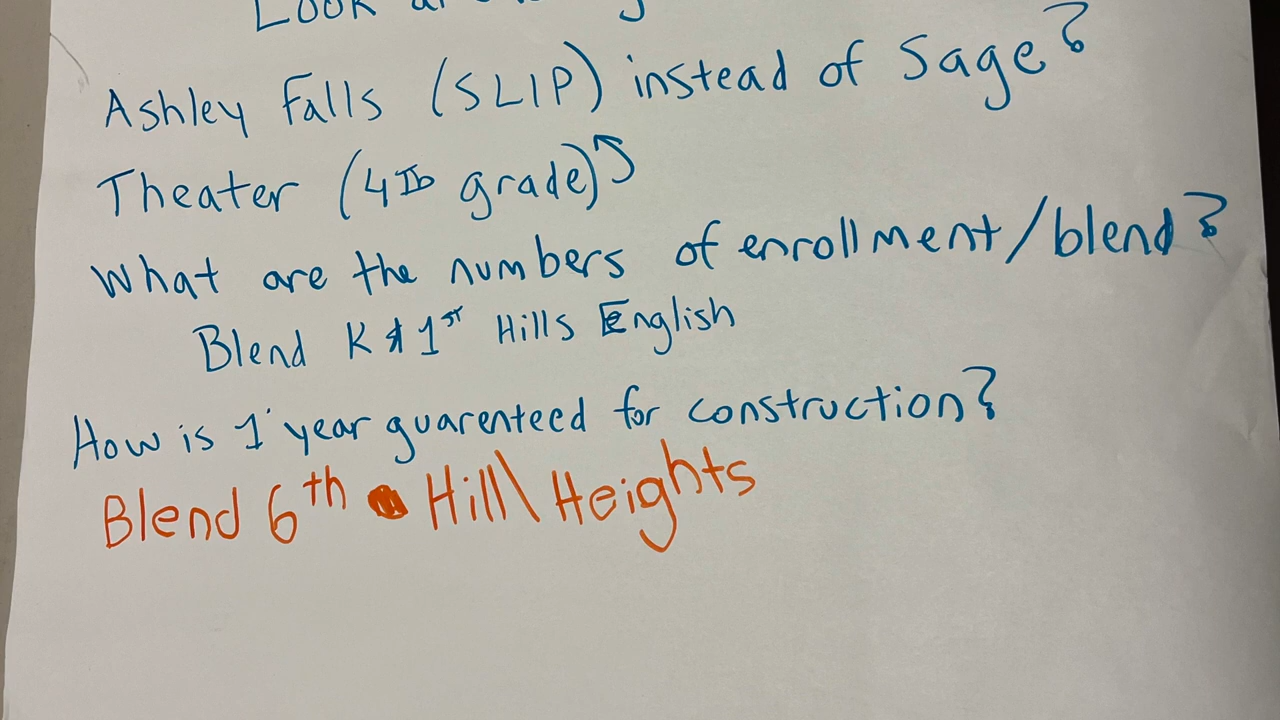 Look
Ashley Falls (SLIP) instead of Sage?
Theater (4th grade)
What are the numbers of enrollment/blend?
Blend K & 1st Hills English
How is 1 year guarenteed for construction?
Blend 6th Hill\ Heights